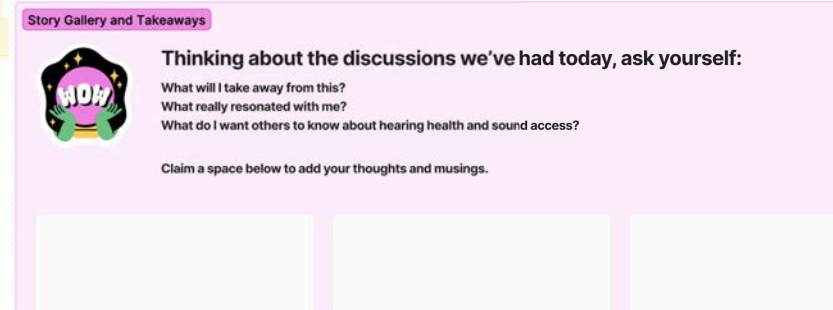 Story Gallery and Takeaways
WOW
Thinking about the discussions we've had today, ask yourself:
What will I take away from this?
What really resonated with me?
What do I want others to know about hearing health and sound access?
Claim a space below to add your thoughts and musings.